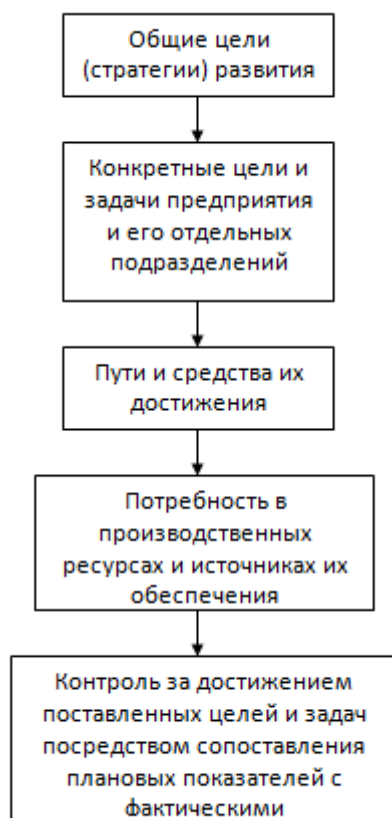 Общие цели
(стратегии) развития
Конкретные цели и
задачи предприятия
и его отдельных
подразделений
Пути и средства их
достижения
Потребность в
производственных
ресурсах и источниках их
обеспечения
Контроль за достижением
поставленных целей и задач
посредством сопоставления
плановых показателей с
фактическими